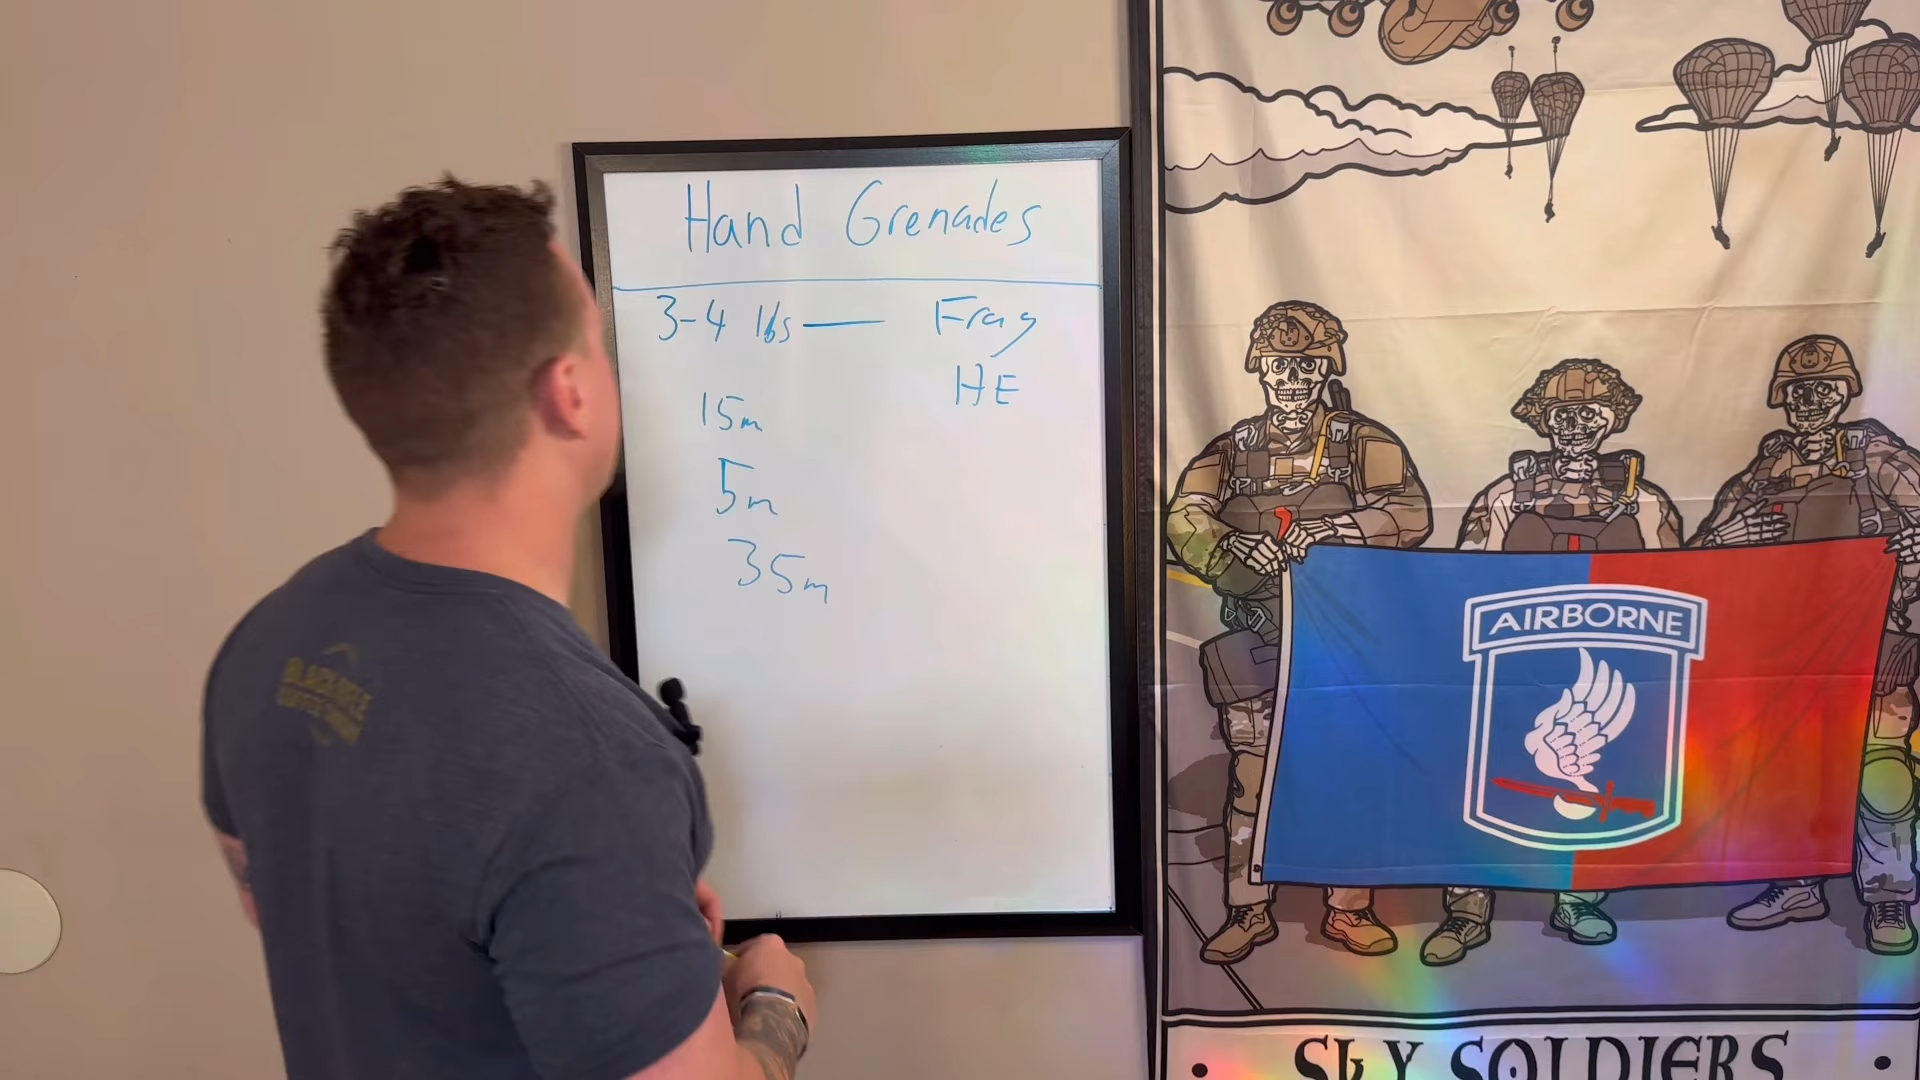 Hand Grenades
3-4 lbs — Frag
HE
15m
5m
35m
AIRBORNE
• SKY SOLDIERS •